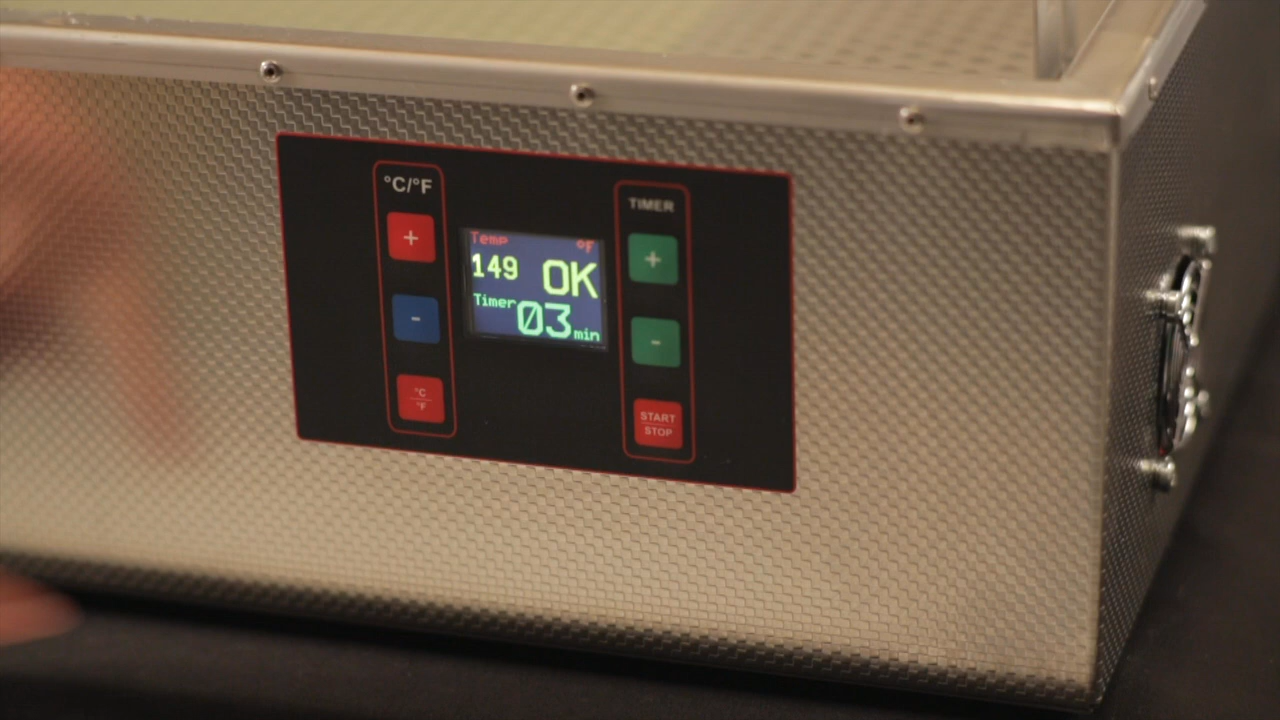 °C/°F
+
-
°C
°F
Temp °F
149 OK
Timer 03 min
TIMER
+
-
START
STOP